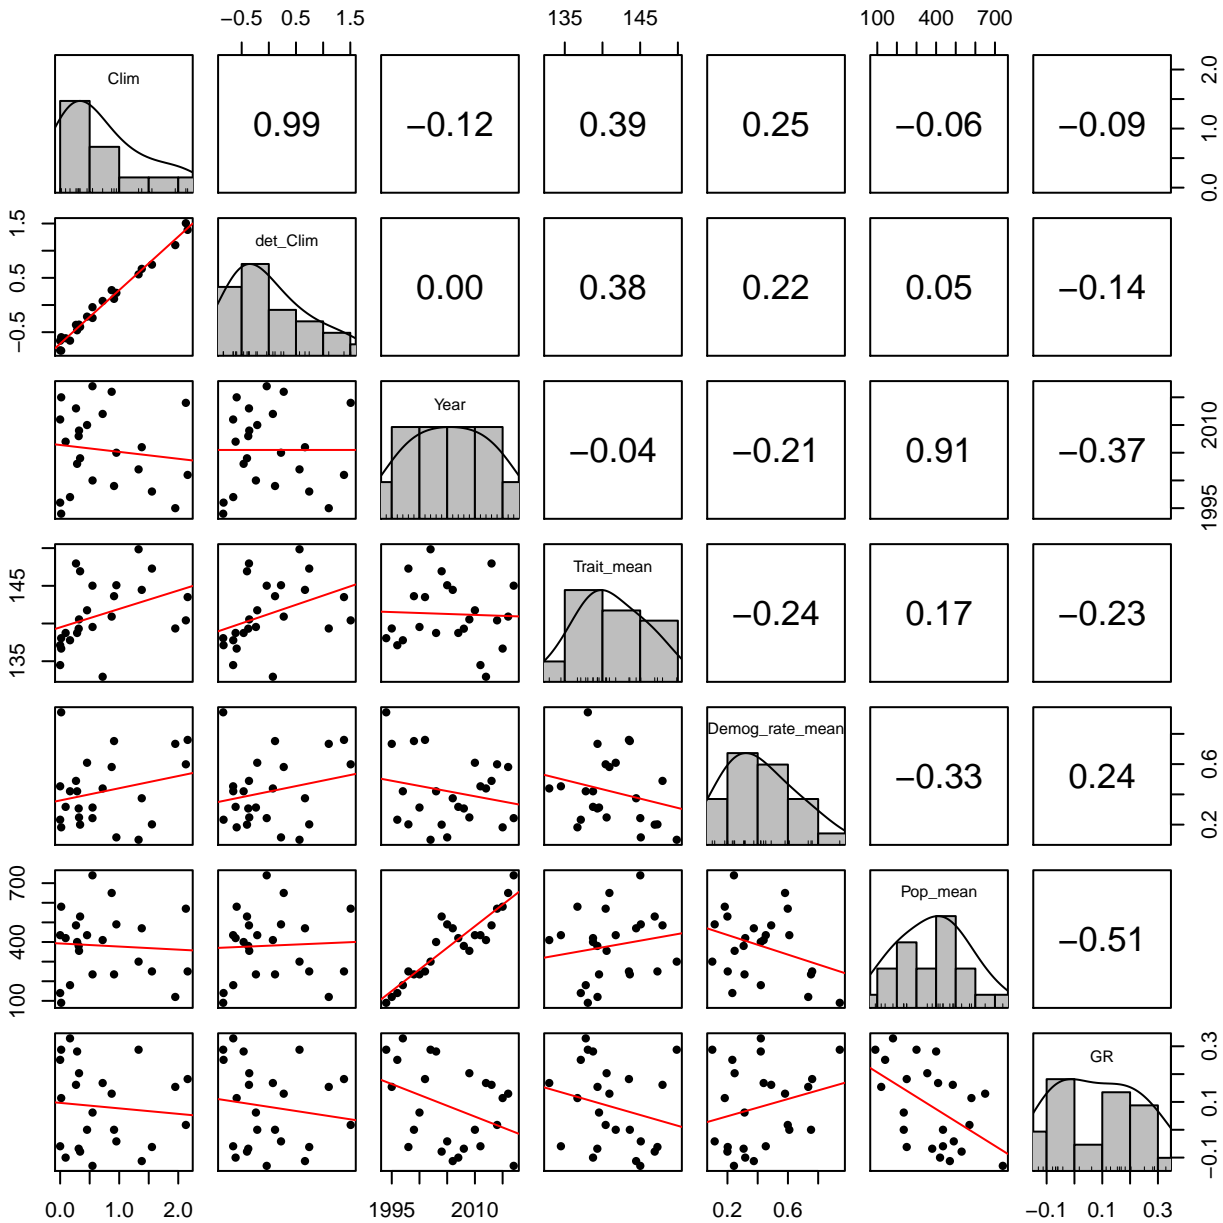 −0.5 0.5 1.5 135 145 100 400 700
Clim 0.99 −0.12 0.39 0.25 −0.06 −0.09 0.0 1.0 2.0
−0.5 0.5 1.5 det_Clim 0.00 0.38 0.22 0.05 −0.14
Year −0.04 −0.21 0.91 −0.37 1995 2010
135 145 Trait_mean −0.24 0.17 −0.23
Demog_rate_mean −0.33 0.24 0.2 0.6
100 400 700 Pop_mean −0.51
GR −0.1 0.1 0.3
0.0 1.0 2.0 1995 2010 0.2 0.6 −0.1 0.1 0.3